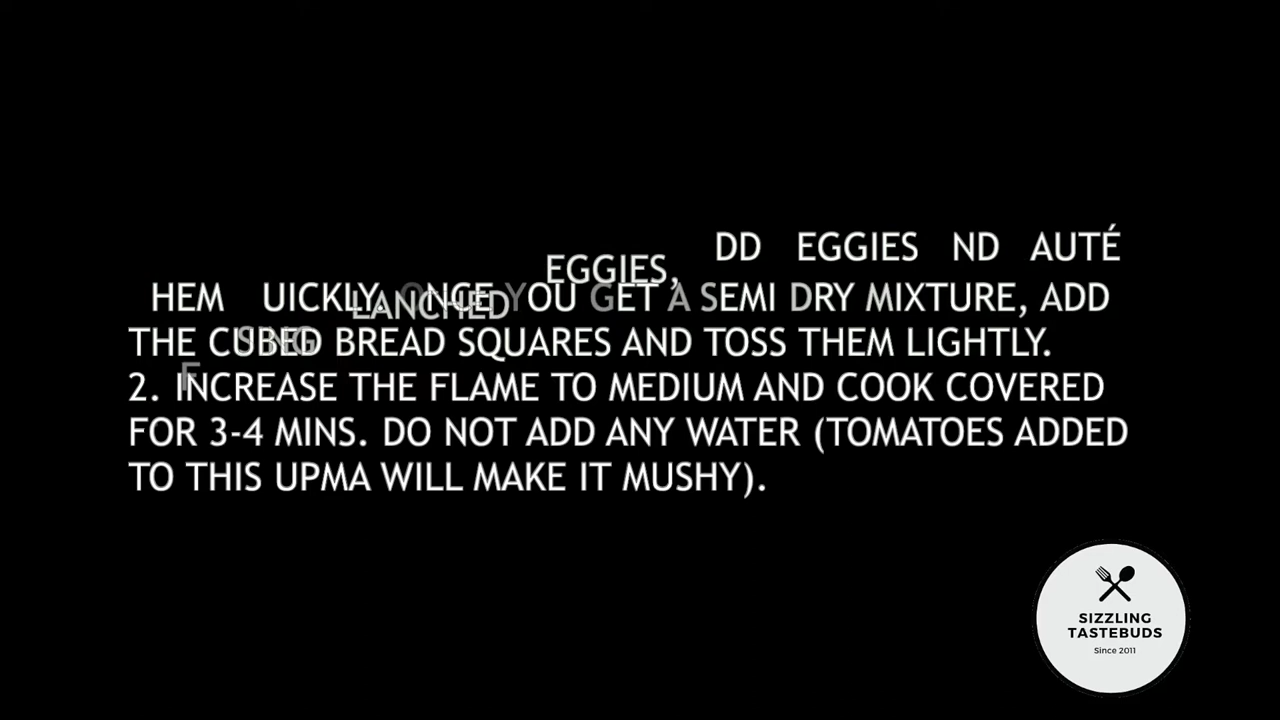 DD EGGIES ND AUTÉ
EGGIES,
HEM UICKLY. ONCE YOU GET A SEMI DRY MIXTURE, ADD
LANCHED
THE CUBED BREAD SQUARES AND TOSS THEM LIGHTLY.
F
2. INCREASE THE FLAME TO MEDIUM AND COOK COVERED
FOR 3-4 MINS. DO NOT ADD ANY WATER (TOMATOES ADDED
TO THIS UPMA WILL MAKE IT MUSHY).
SIZZLING
TASTEBUDS
Since 2011